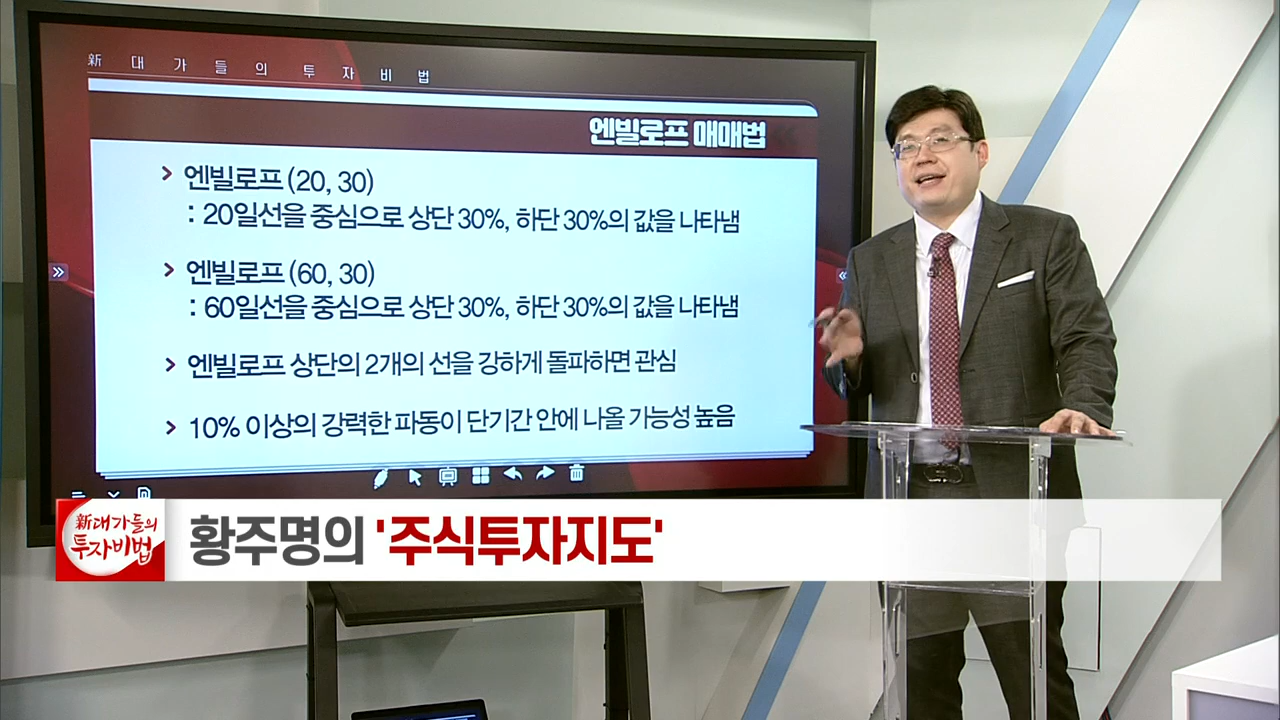 新 대가들의 투자비법
엔빌로프 매매법
엔빌로프 (20, 30)
: 20일선을 중심으로 상단 30%, 하단 30%의 값을 나타냄
엔빌로프 (60, 30)
: 60일선을 중심으로 상단 30%, 하단 30%의 값을 나타냄
엔빌로프 상단의 2개의 선을 강하게 돌파하면 관심
10% 이상의 강력한 파동이 단기간 안에 나올 가능성 높음
新대가들의
투자비법
황주명의 '주식투자지도'